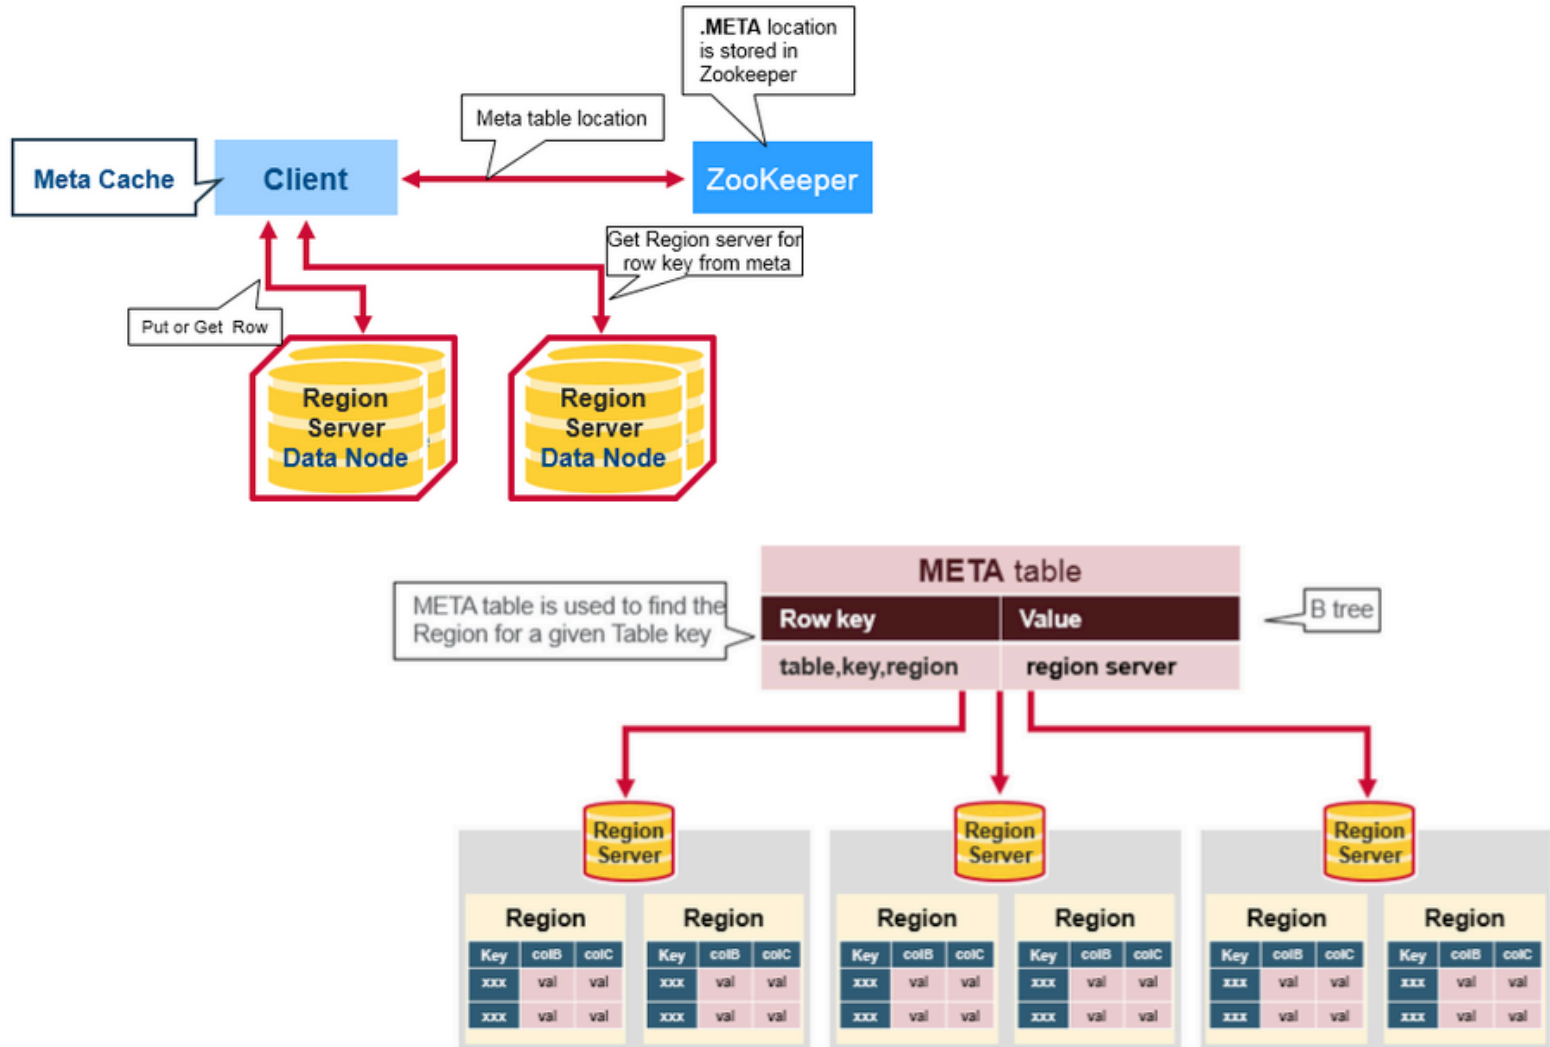 .META location
is stored in
Zookeeper
Meta table location
Meta Cache
Client
ZooKeeper
Get Region server for
row key from meta
Put or Get Row
Region
Server
Data Node
Region
Server
Data Node
META table
META table is used to find the
Region for a given Table key
Row key Value
B tree
table,key,region region server
Region
Server
Region
Server
Region
Server
Region Region Region Region Region Region
Key colB colC Key colB colC Key colB colC Key colB colC Key colB colC Key colB colC
xxx val val xxx val val xxx val val xxx val val xxx val val xxx val val
xxx val val xxx val val xxx val val xxx val val xxx val val xxx val val